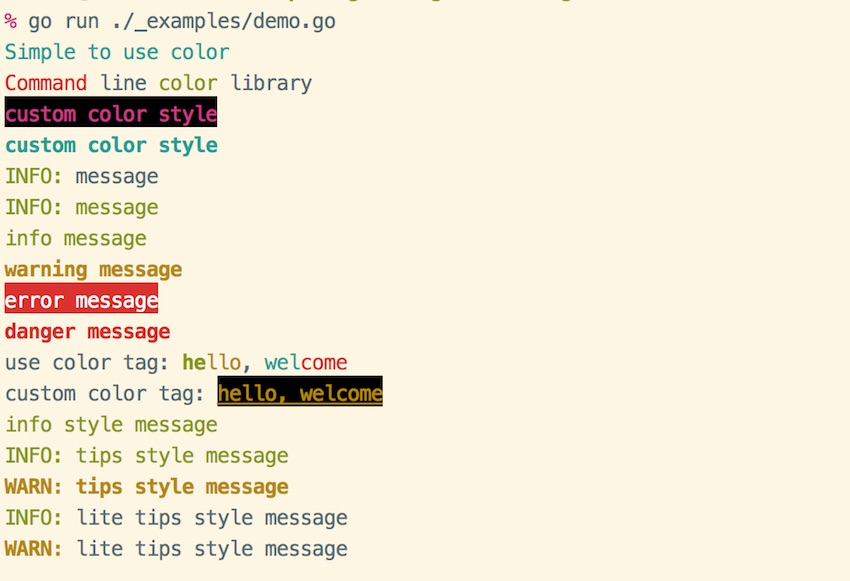 % go run ./_examples/demo.go
Simple to use color
Command line color library
custom color style
custom color style
INFO: message
INFO: message
info message
warning message
error message
danger message
use color tag: hello, welcome
custom color tag: hello, welcome
info style message
INFO: tips style message
WARN: tips style message
INFO: lite tips style message
WARN: lite tips style message